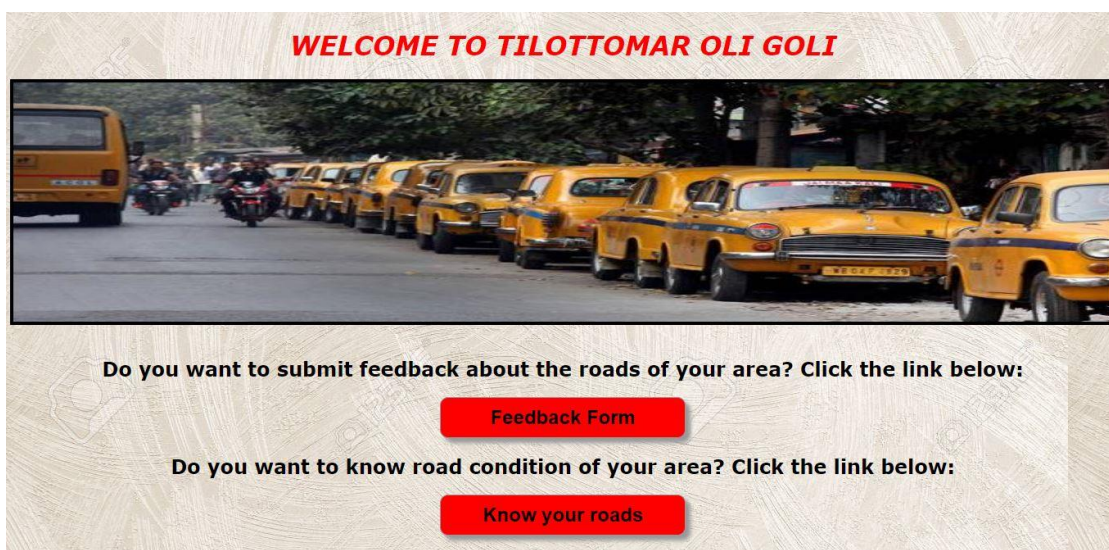 WELCOME TO TILOTTOMAR OLI GOLI
Do you want to submit feedback about the roads of your area? Click the link below:
Feedback Form
Do you want to know road condition of your area? Click the link below:
Know your roads